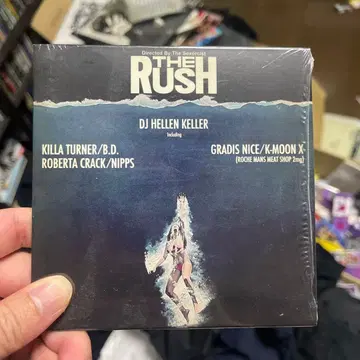 Directed By The Sexorcist
THE
RUSH
DJ HELLEN KELLER
Including
KILLA TURNER/B.D.
ROBERTA CRACK/NIPPS
GRADIS NICE/K-MOON X
(ROCHE MANS MEAT SHOP 2mg)